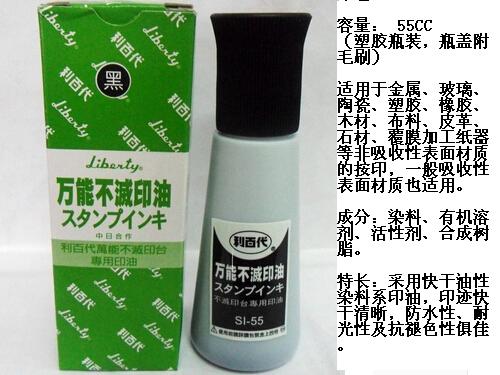 Liberty
利百代
黑
Liberty®
万能不滅印油
スタンプインキ
中日合作
利百代萬能不滅印台
專用印油
利百代®
万能不滅印油
スタンプインキ
不滅印台專用印油
SI-55
容量： 55CC
（塑胶瓶装，瓶盖附
毛刷）
适用于金属、玻璃、
陶瓷、塑胶、橡胶、
木材、布料、皮革、
石材、覆膜加工纸器
等非吸收性表面材质
的按印，一般吸收性
表面材质也适用。
成分：染料、有机溶
剂、活性剂、合成树
脂。
特长：采用快干油性
染料系印油，印迹快
干清晰，防水性、耐
光性及抗褪色性俱佳
。